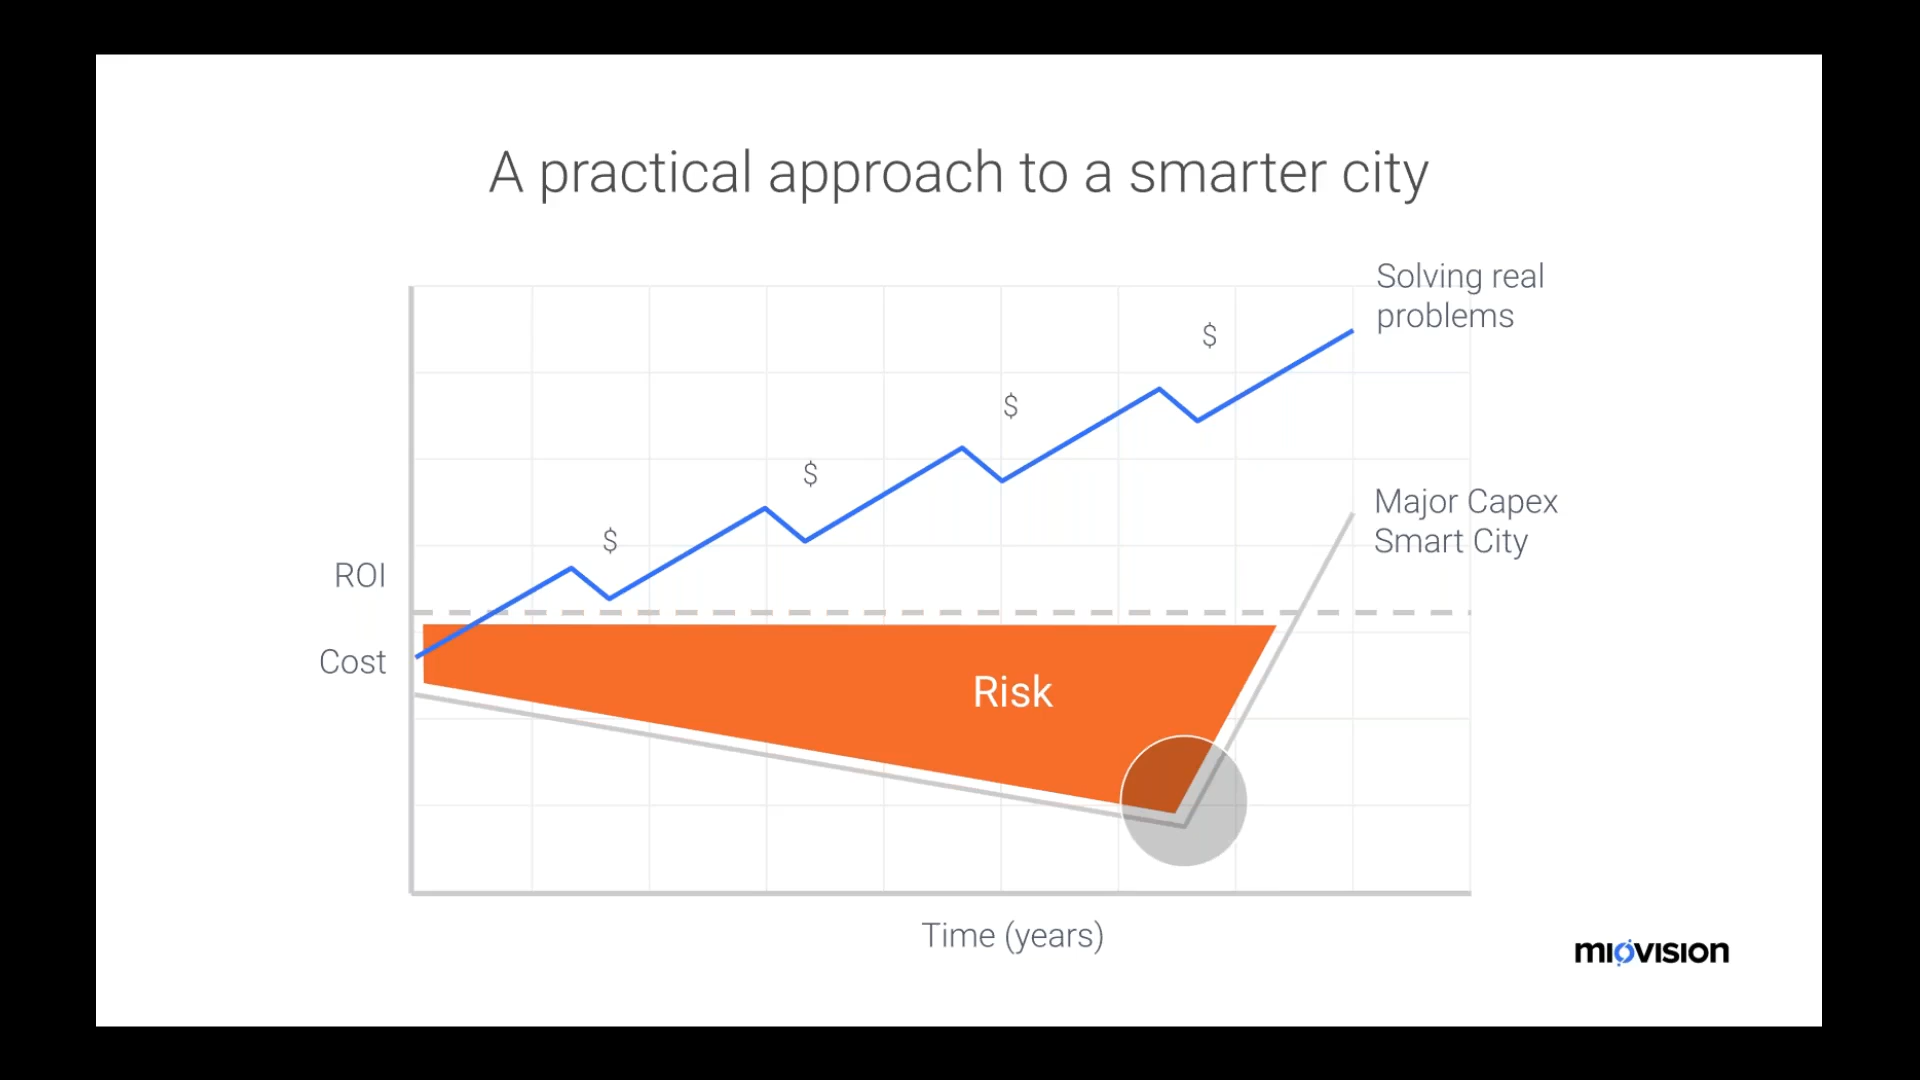 A practical approach to a smarter city
Solving real
problems
$
$
$
$
Major Capex
Smart City
ROI
Cost
Risk
Time (years)
miovision